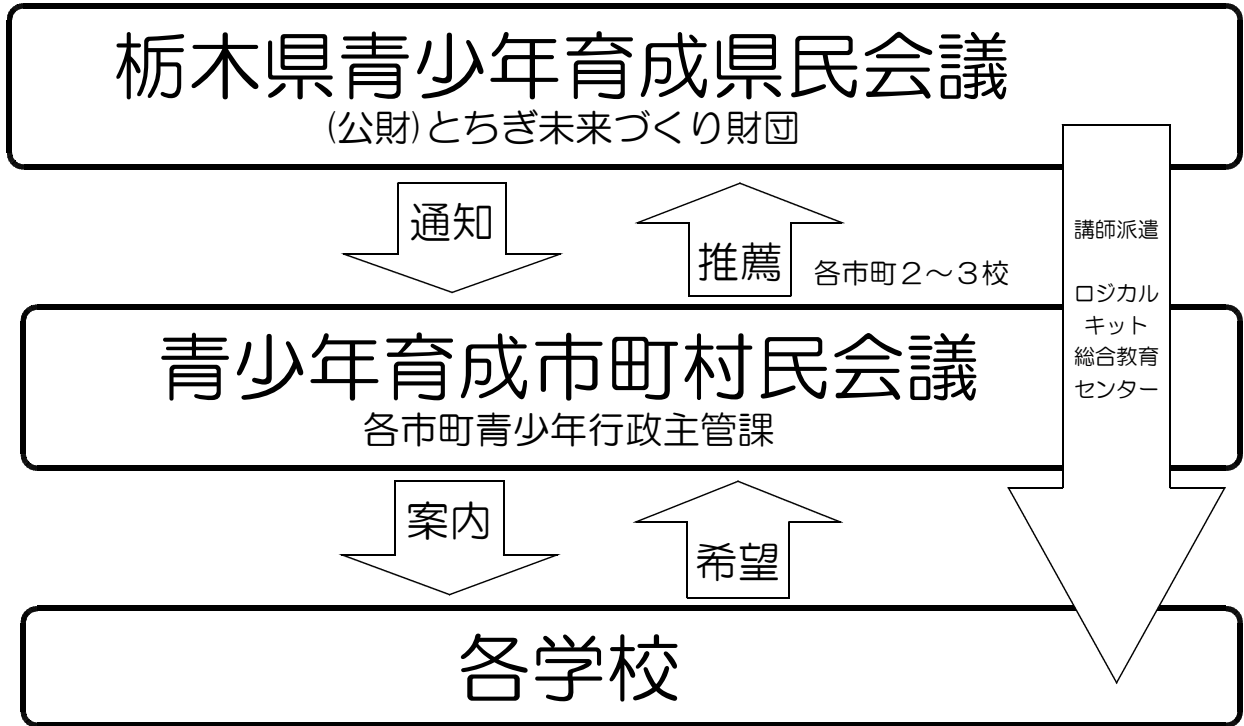 栃木県青少年育成県民会議
(公財)とちぎ未来づくり財団
通知
推薦
各市町２～３校
講師派遣
ロジカル
キット
総合教育
センター
青少年育成市町村民会議
各市町青少年行政主管課
案内
希望
各学校